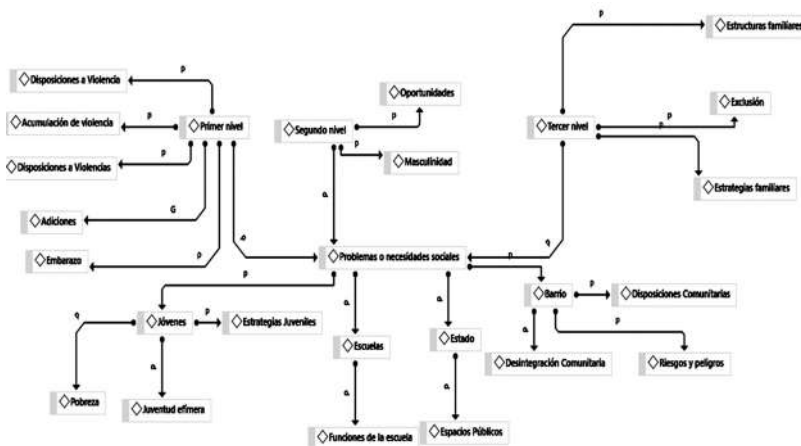 p
Estructuras familiares
p
Disposiciones a Violencia
Oportunidades
Exclusión
p
p
Acumulación de violencia
Primer nivel
Segundo nivel
p
Tercer nivel
p
p
p
Masculinidad
Disposiciones a Violencias
p
Estrategias familiares
G
Adiciones
p
p
p
p
Embarazo
Problemas o necesidades sociales
p
p
p
Barrio
p
Disposiciones Comunitarias
p
Jóvenes
p
Estrategias Juveniles
p
p
p
p
Escuelas
Estado
p
Desintegración Comunitaria
Riesgos y peligros
p
p
Pobreza
Juventud efímera
Funciones de la escuela
Espacios Públicos